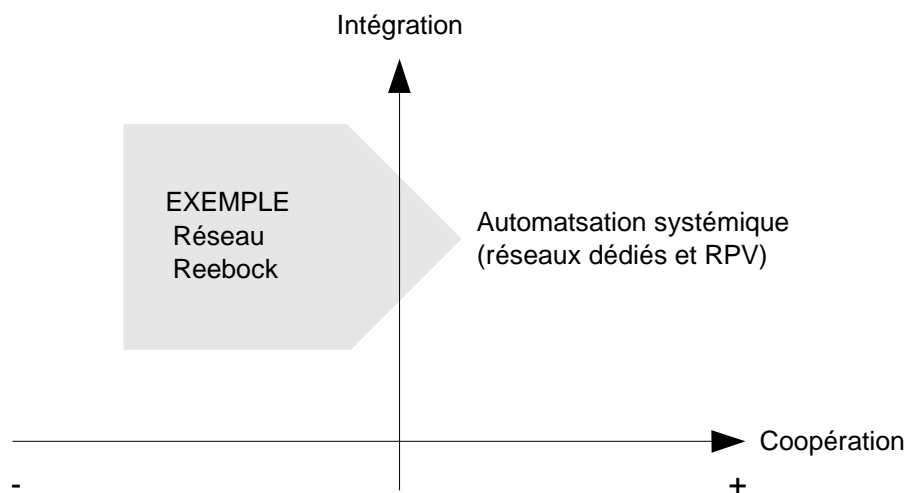 Intégration
EXEMPLE
Réseau
Reebock
Automatsation systémique
(réseaux dédiés et RPV)
Coopération
-
+